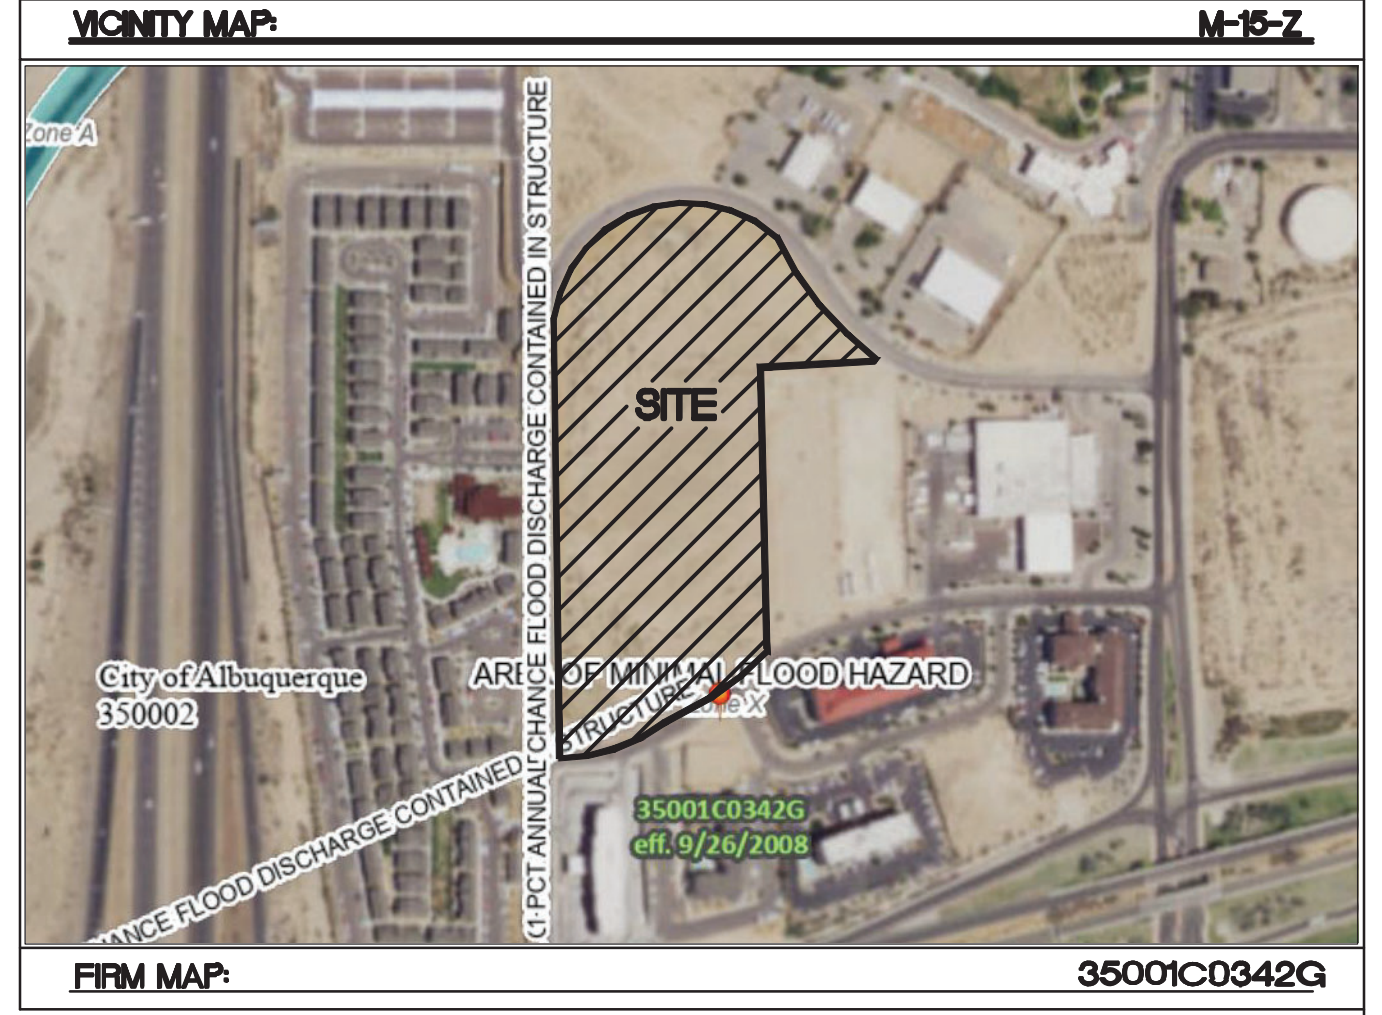 VICINITY MAP: M-15-Z
Zone A
(1-PCT ANNUAL CHANCE FLOOD DISCHARGE CONTAINED IN STRUCTURE
SITE
City of Albuquerque
350002
AREA OF MINIMAL FLOOD HAZARD
Zone X
STRUCTURE
CHANCE FLOOD DISCHARGE CONTAINED
35001C0342G
eff. 9/26/2008
FIRM MAP: 35001C0342G